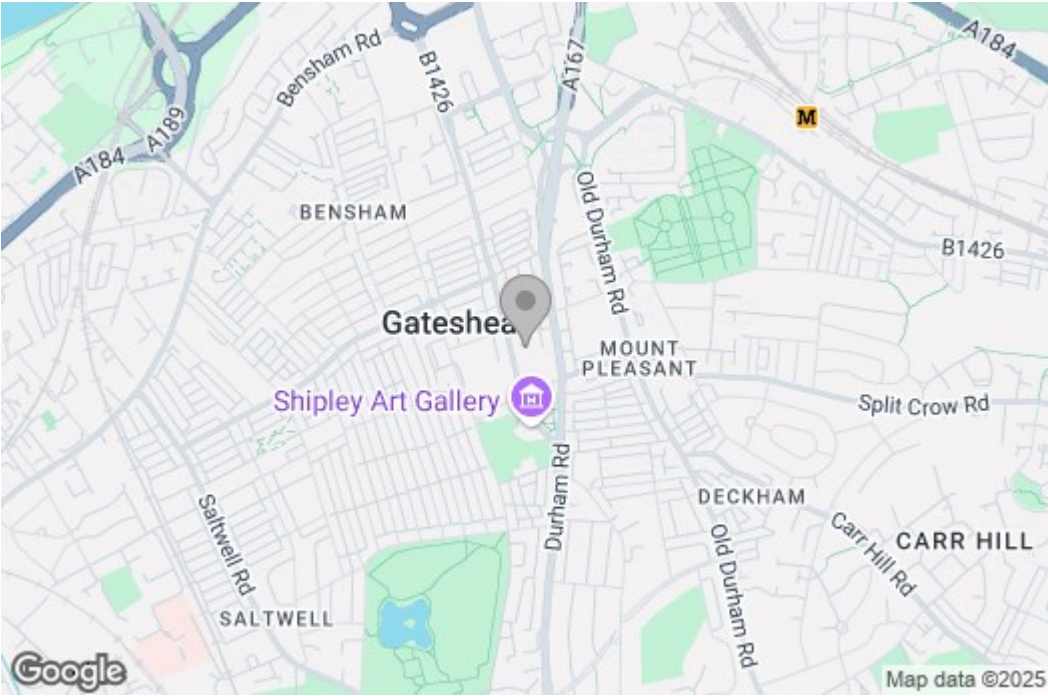 A184
Bensham Rd
B1426
A167
A189
A184
M
BENSHAM
Old Durham Rd
B1426
Gateshea
MOUNT
PLEASANT
Shipley Art Gallery
Split Crow Rd
Durham Rd
DECKHAM
Saltwell Rd
Carr Hill Rd
CARR HILL
Old Durham Rd
SALTWELL
Google
Map data ©2025